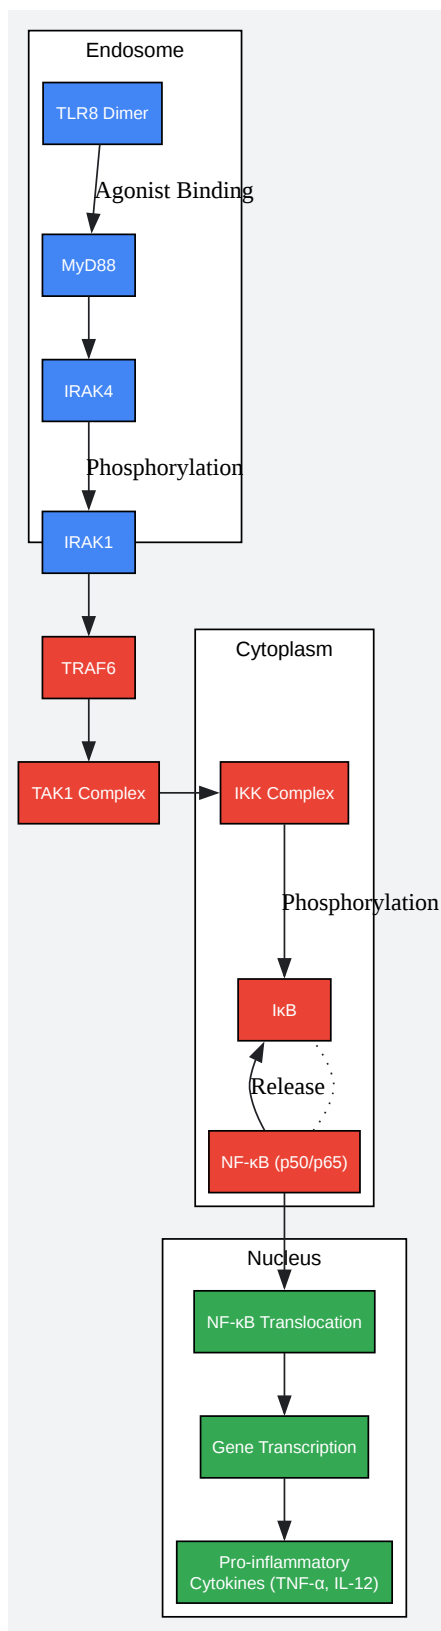 Endosome
TLR8 Dimer
Agonist Binding
MyD88
IRAK4
Phosphorylation
IRAK1
TRAF6
Cytoplasm
TAK1 Complex
IKK Complex
Phosphorylation
IκB
Release
NF-κB (p50/p65)
Nucleus
NF-κB Translocation
Gene Transcription
Pro-inflammatory
Cytokines (TNF-α, IL-12)